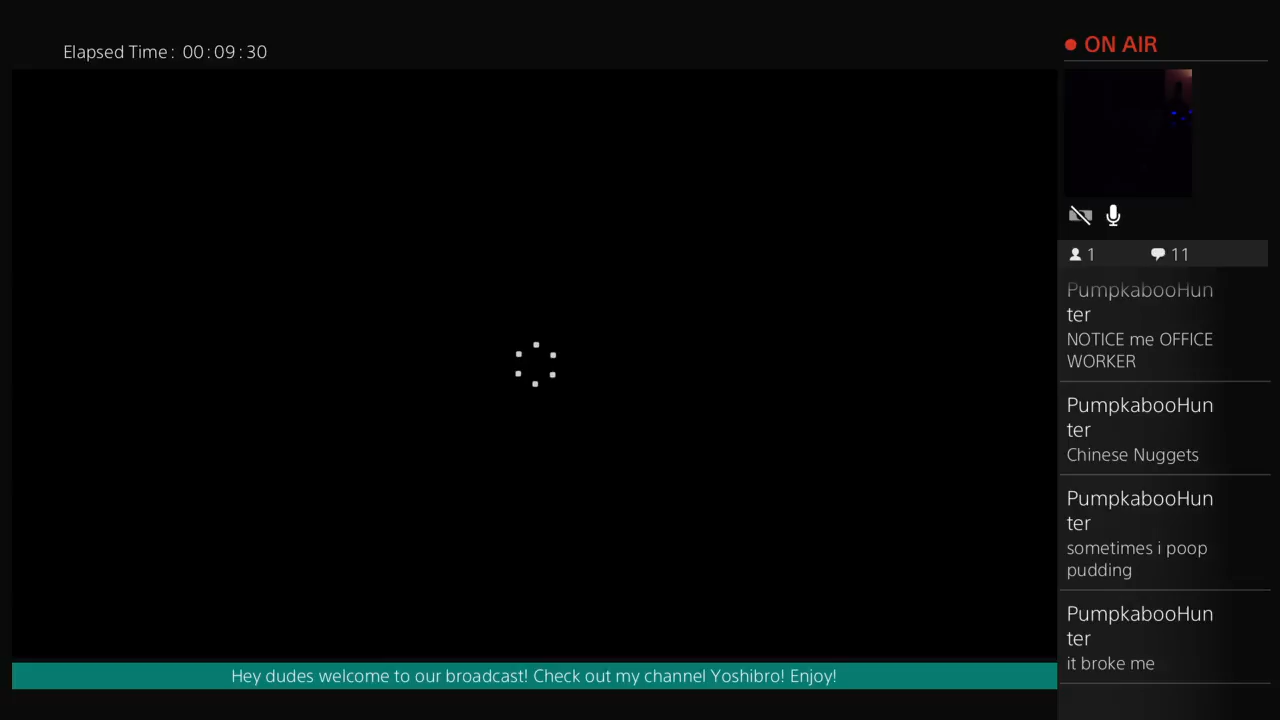 Elapsed Time: 00:09:30
ON AIR
1 11
PumpkabooHun
ter
NOTICE me OFFICE
WORKER
PumpkabooHun
ter
Chinese Nuggets
PumpkabooHun
ter
sometimes i poop
pudding
PumpkabooHun
ter
it broke me
Hey dudes welcome to our broadcast! Check out my channel Yoshibro! Enjoy!